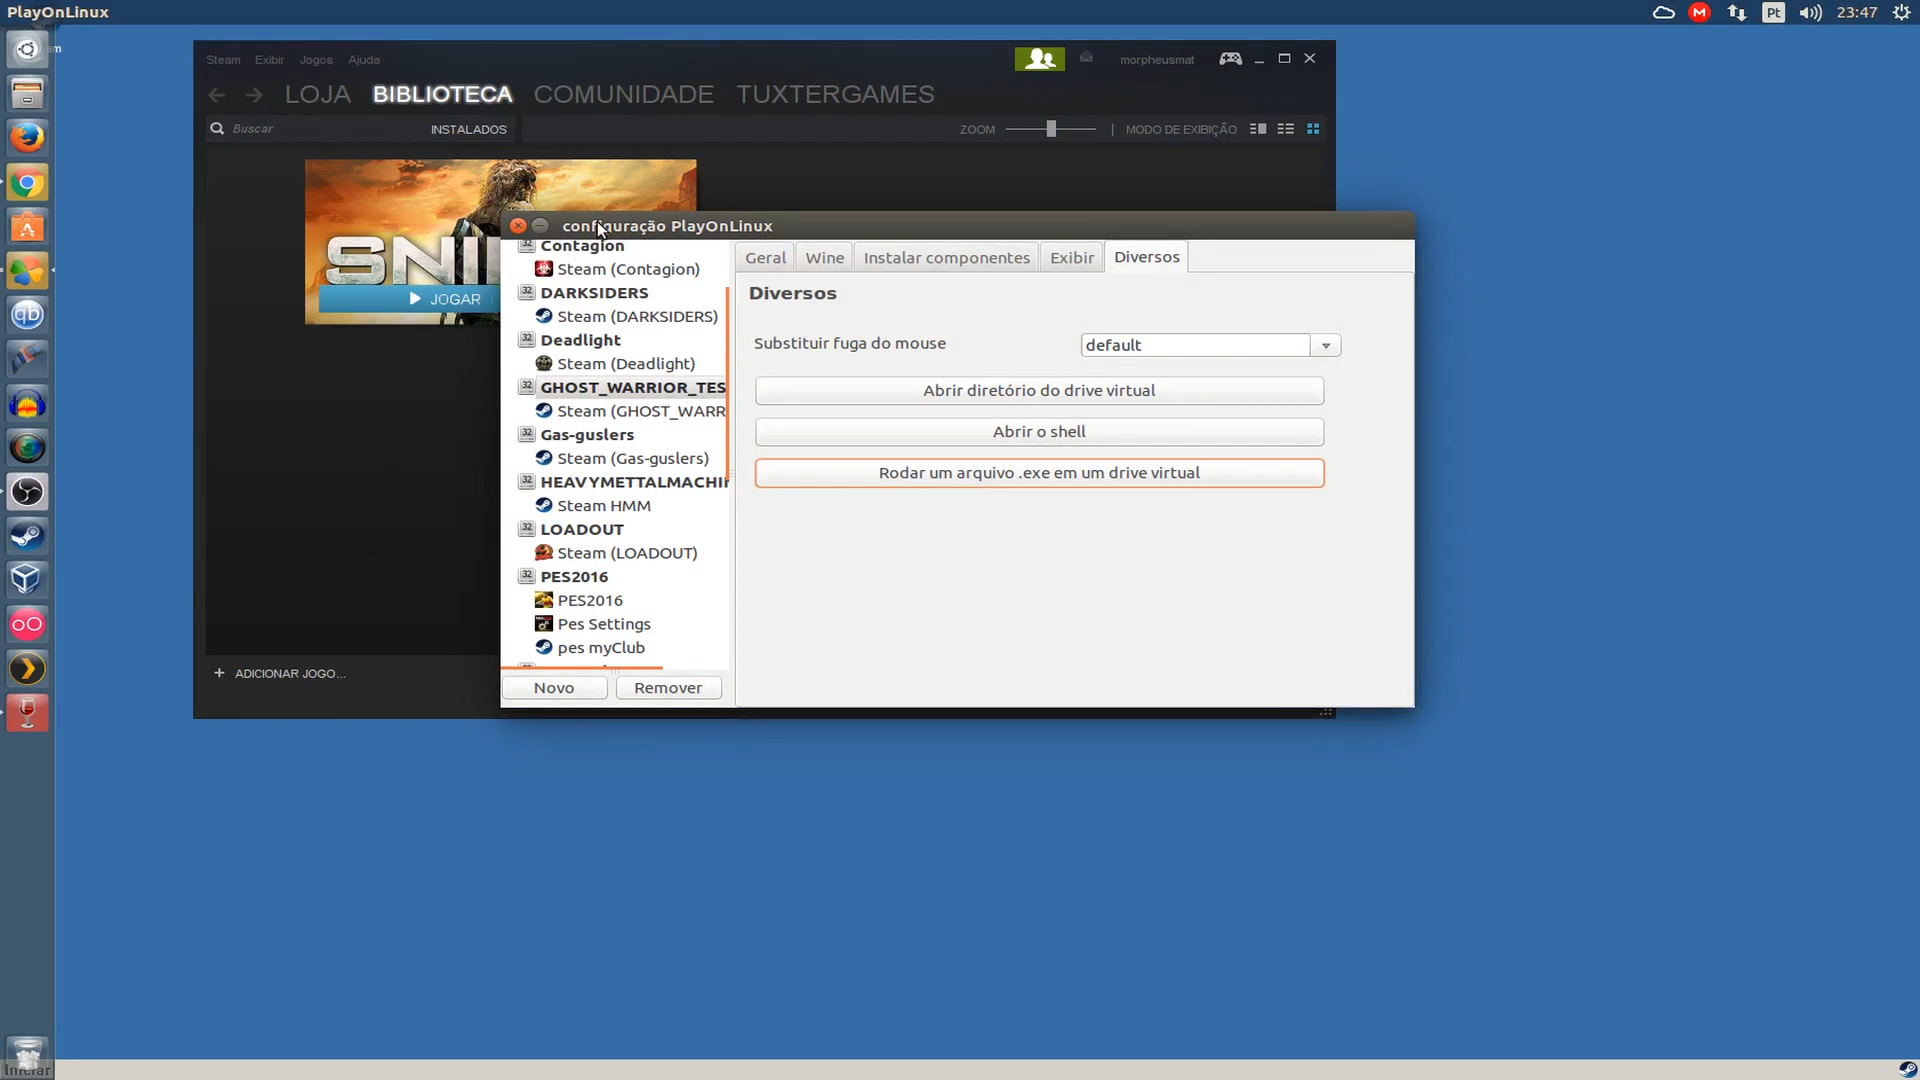 PlayOnLinux
Pt
23:47
Steam Exibir Jogos Ajuda
morpheusmat
LOJA BIBLIOTECA COMUNIDADE TUXTERGAMES
Buscar
INSTALADOS
ZOOM
MODO DE EXIBIÇÃO
JOGAR
ADICIONAR JOGO...
configuração PlayOnLinux
Contagion
Steam (Contagion)
DARKSIDERS
Steam (DARKSIDERS)
Deadlight
Steam (Deadlight)
GHOST_WARRIOR_TES
Steam (GHOST_WARR
Gas-guslers
Steam (Gas-guslers)
HEAVYMETTALMACHI
Steam HMM
LOADOUT
Steam (LOADOUT)
PES2016
PES2016
Pes Settings
pes myClub
Novo
Remover
Geral
Wine
Instalar componentes
Exibir
Diversos
Diversos
Substituir fuga do mouse
default
Abrir diretório do drive virtual
Abrir o shell
Rodar um arquivo .exe em um drive virtual
Iniciar